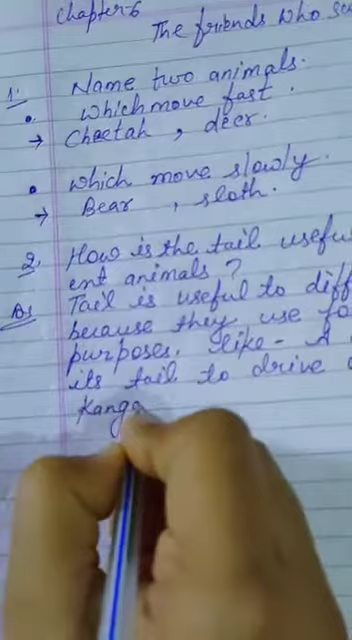 Chapter-6
The friends who
1. Name two animals.
• which move fast.
→ Cheetah, deer.
• which move slowly.
→ Bear, sloth.
2. How is the tail useful
ent animals?
Ans Tail is useful to diff
because they use fo
purposes, like - A
its tail to drive
Kanga